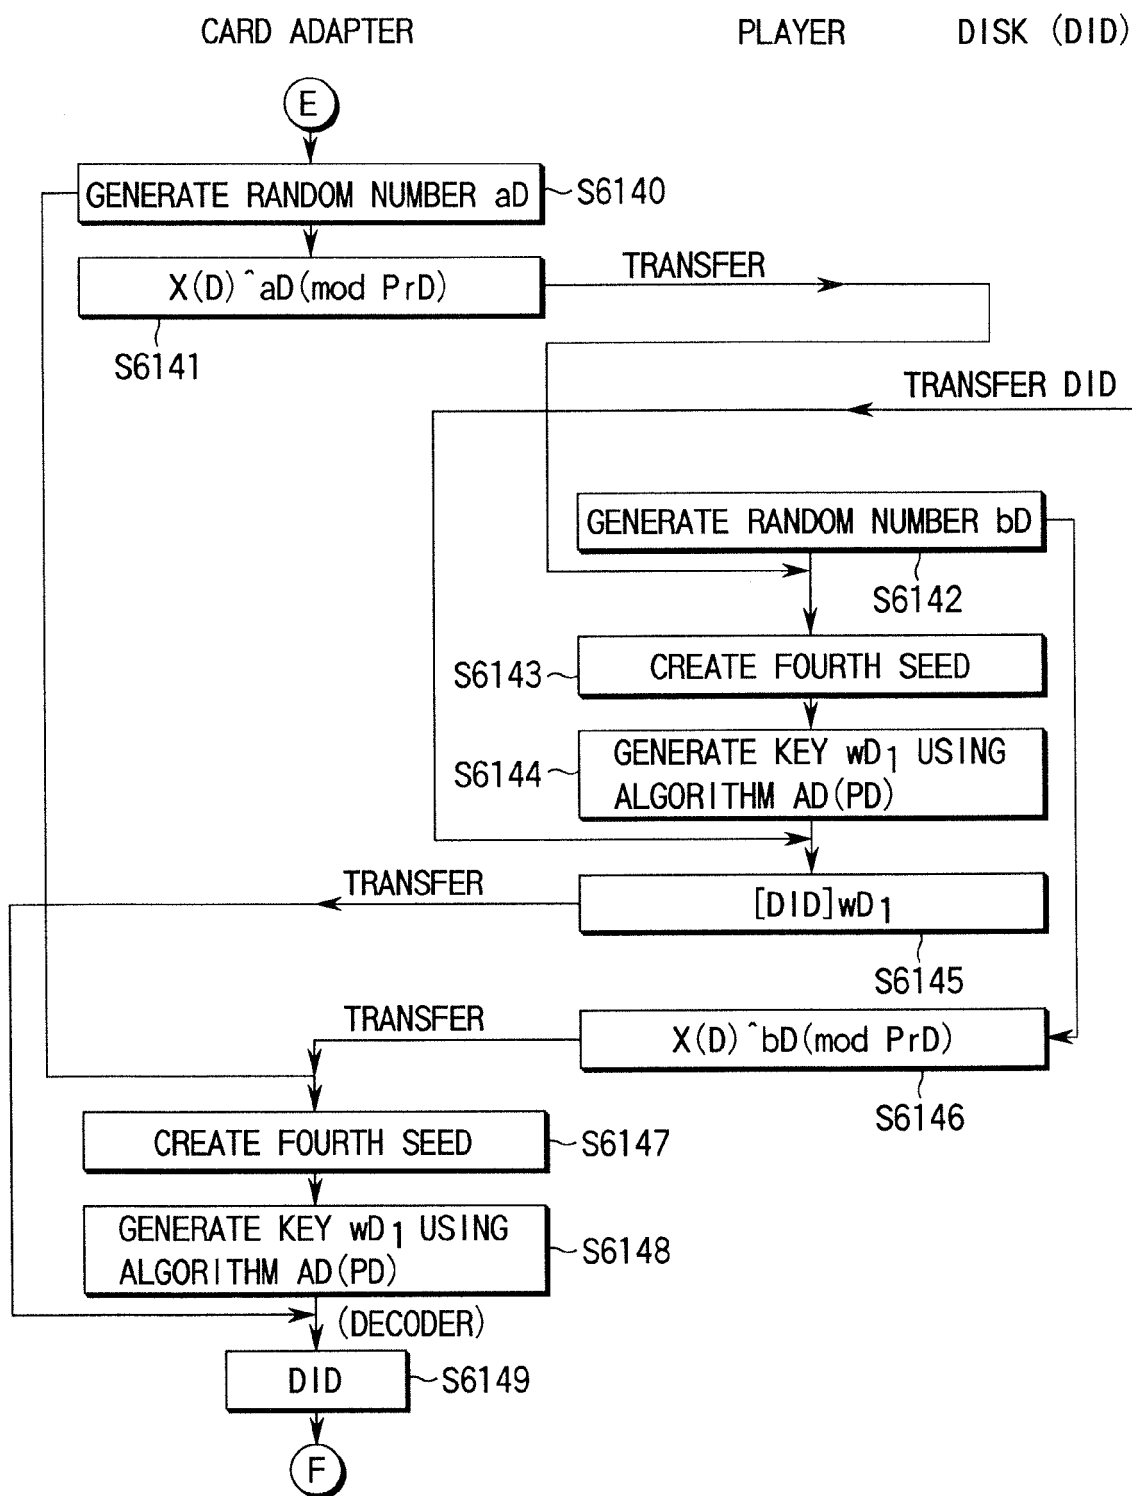 CARD ADAPTER
PLAYER
DISK (DID)
E
GENERATE RANDOM NUMBER aD
S6140
X(D)^aD(mod PrD)
TRANSFER
S6141
TRANSFER DID
GENERATE RANDOM NUMBER bD
S6142
S6143
CREATE FOURTH SEED
S6144
GENERATE KEY wD1 USING
ALGORITHM AD(PD)
TRANSFER
[DID]wD1
S6145
TRANSFER
X(D)^bD(mod PrD)
S6146
CREATE FOURTH SEED
S6147
GENERATE KEY wD1 USING
ALGORITHM AD(PD)
S6148
(DECODER)
DID
S6149
F